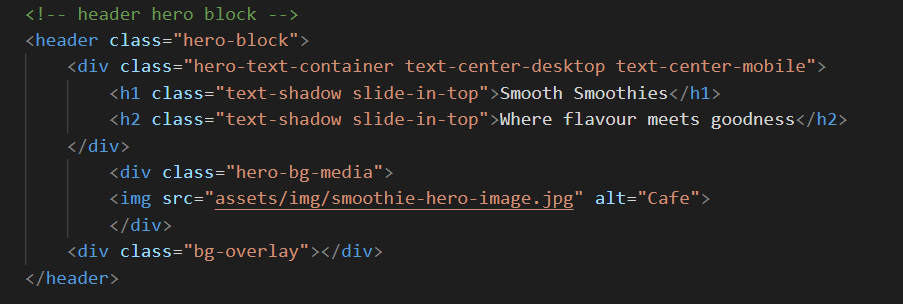 <!-- header hero block -->
<header class="hero-block">
    <div class="hero-text-container text-center-desktop text-center-mobile">
        <h1 class="text-shadow slide-in-top">Smooth Smoothies</h1>
        <h2 class="text-shadow slide-in-top">Where flavour meets goodness</h2>
    </div>
        <div class="hero-bg-media">
        <img src="assets/img/smoothie-hero-image.jpg" alt="Cafe">
        </div>
    <div class="bg-overlay"></div>
</header>